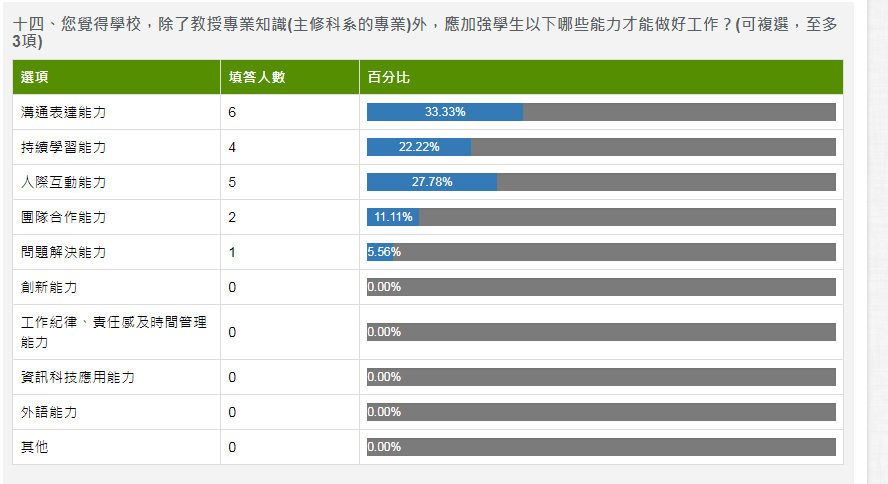 十四、您覺得學校，除了教授專業知識(主修科系的專業)外，應加強學生以下哪些能力才能做好工作？(可複選，至多
3項)
選項 填答人數 百分比
溝通表達能力 6 33.33%
持續學習能力 4 22.22%
人際互動能力 5 27.78%
團隊合作能力 2 11.11%
問題解決能力 1 5.56%
創新能力 0 0.00%
工作紀律、責任感及時間管理
能力 0 0.00%
資訊科技應用能力 0 0.00%
外語能力 0 0.00%
其他 0 0.00%